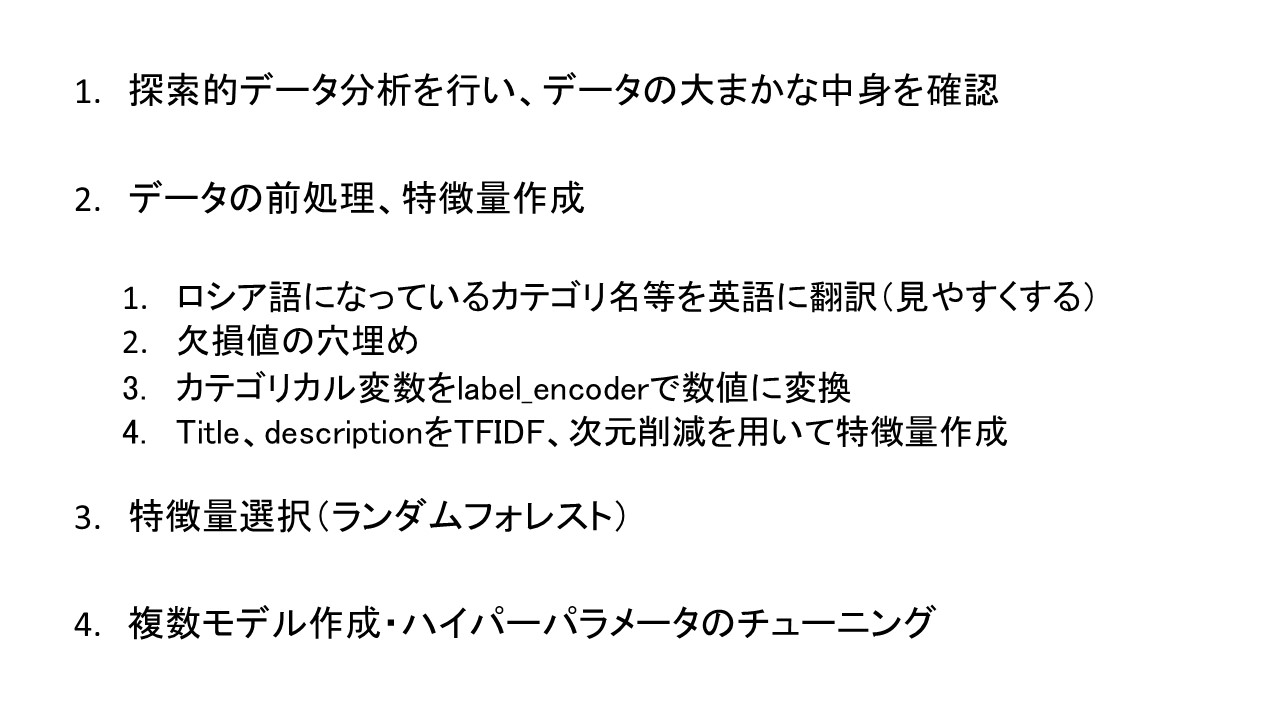 1. 探索的データ分析を行い、データの大まかな中身を確認
2. データの前処理、特徴量作成
1. ロシア語になっているカテゴリ名等を英語に翻訳（見やすくする）
2. 欠損値の穴埋め
3. カテゴリカル変数をlabel_encoderで数値に変換
4. Title、descriptionをTFIDF、次元削減を用いて特徴量作成
3. 特徴量選択（ランダムフォレスト）
4. 複数モデル作成・ハイパーパラメータのチューニング